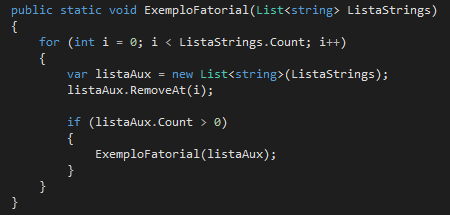 public static void ExemploFatorial(List<string> ListaStrings)
{
    for (int i = 0; i < ListaStrings.Count; i++)
    {
        var listaAux = new List<string>(ListaStrings);
        listaAux.RemoveAt(i);

        if (listaAux.Count > 0)
        {
            ExemploFatorial(listaAux);
        }
    }
}